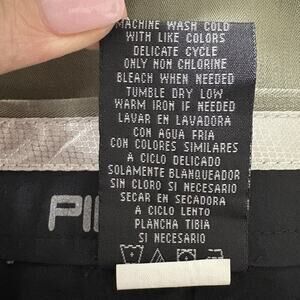 MACHINE WASH COLD
WITH LIKE COLORS
DELICATE CYCLE
ONLY NON CHLORINE
BLEACH WHEN NEEDED
TUMBLE DRY LOW
WARM IRON IF NEEDED
LAVAR EN LAVADORA
CON AGUA FRIA
CON COLORES SIMILARES
A CICLO DELICADO
SOLAMENTE BLANQUEADOR
SIN CLORO SI NECESARIO
SECAR EN SECADORA
A CICLO LENTO
PLANCHA TIBIA
SI NECESARIO